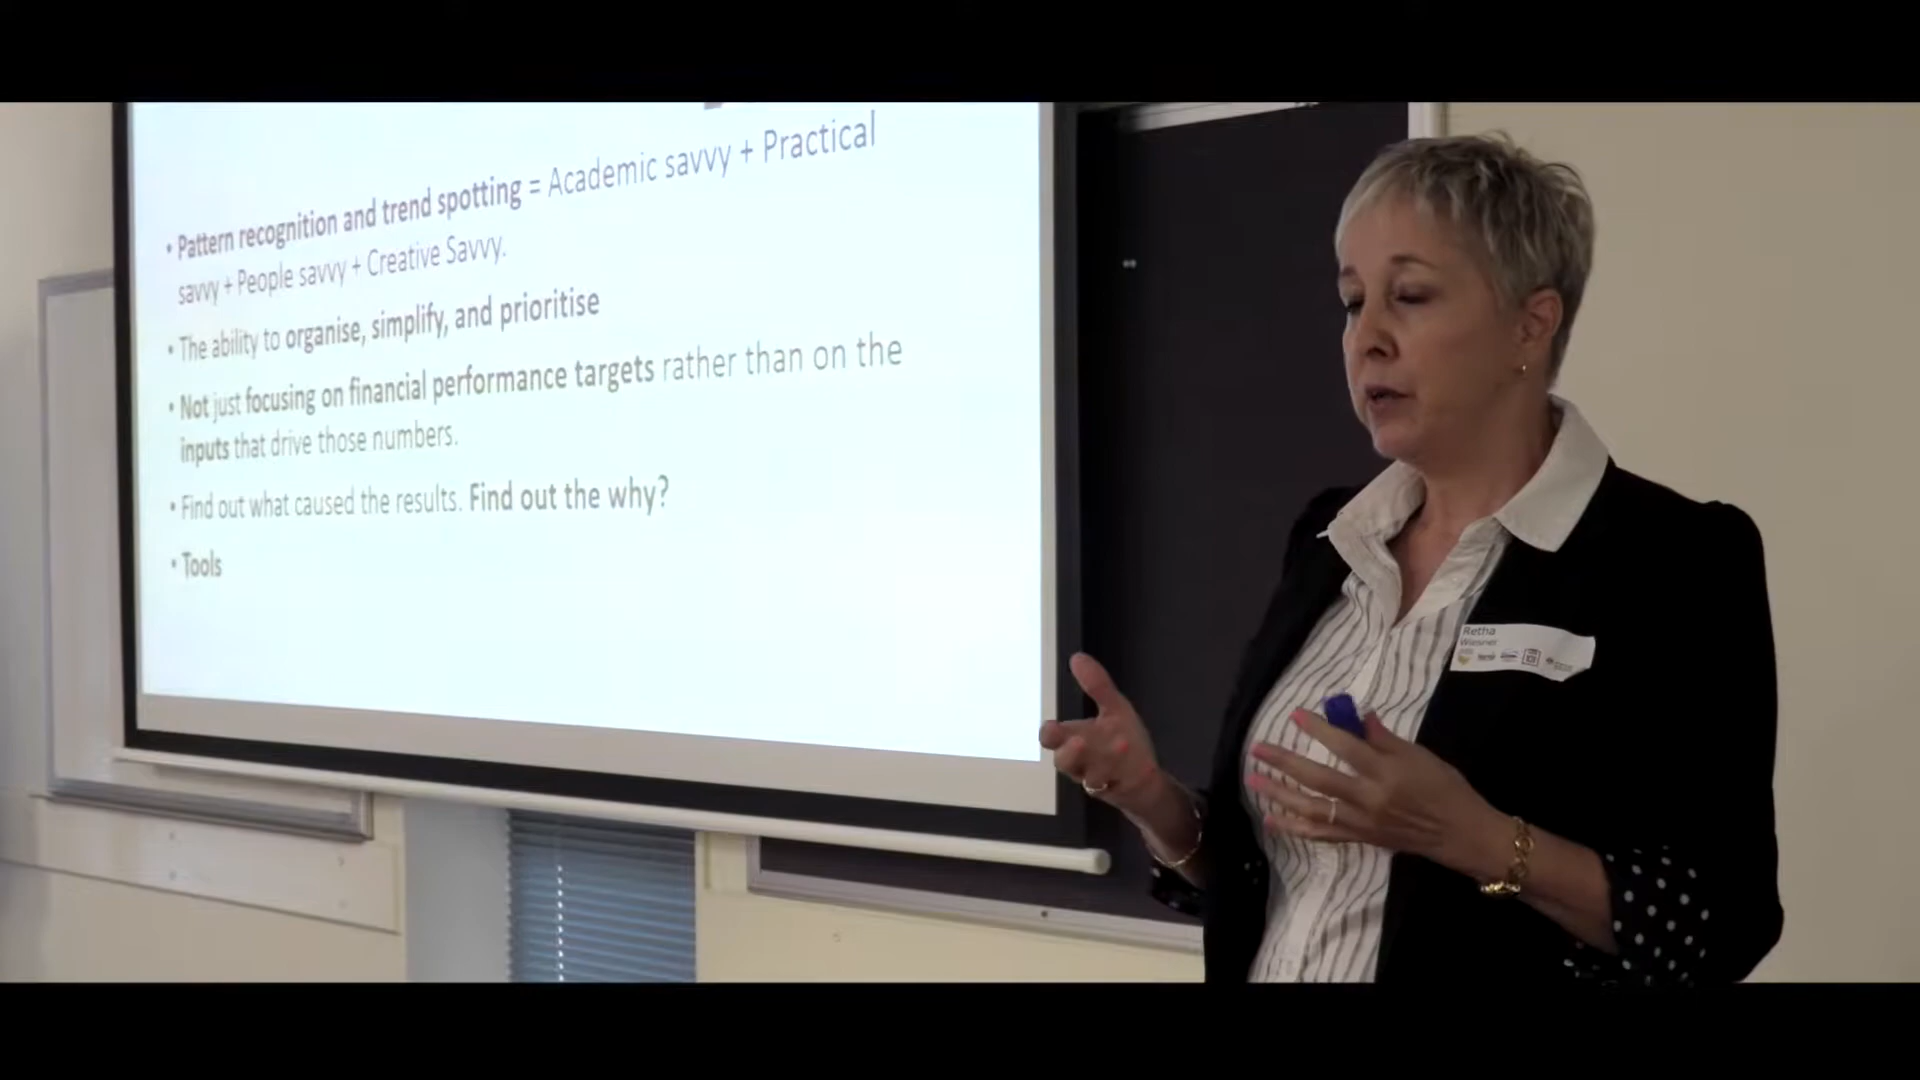 • Pattern recognition and trend spotting = Academic savvy + Practical
savvy + People savvy + Creative Savvy.
• The ability to organise, simplify, and prioritise
• Not just focusing on financial performance targets rather than on the
inputs that drive those numbers.
• Find out what caused the results. Find out the why?
• Tools
Retha
Wiesner